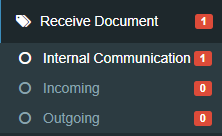 Receive Document 1
Internal Communication 1
Incoming 0
Outgoing 0